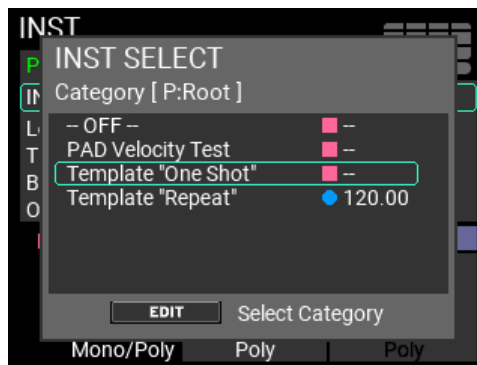 INST
INST SELECT
P
Category [ P:Root ]
IN
-- OFF -- --
PAD Velocity Test --
T
Template "One Shot" --
B
Template "Repeat" 120.00
O
EDIT Select Category
Mono/Poly Poly Poly